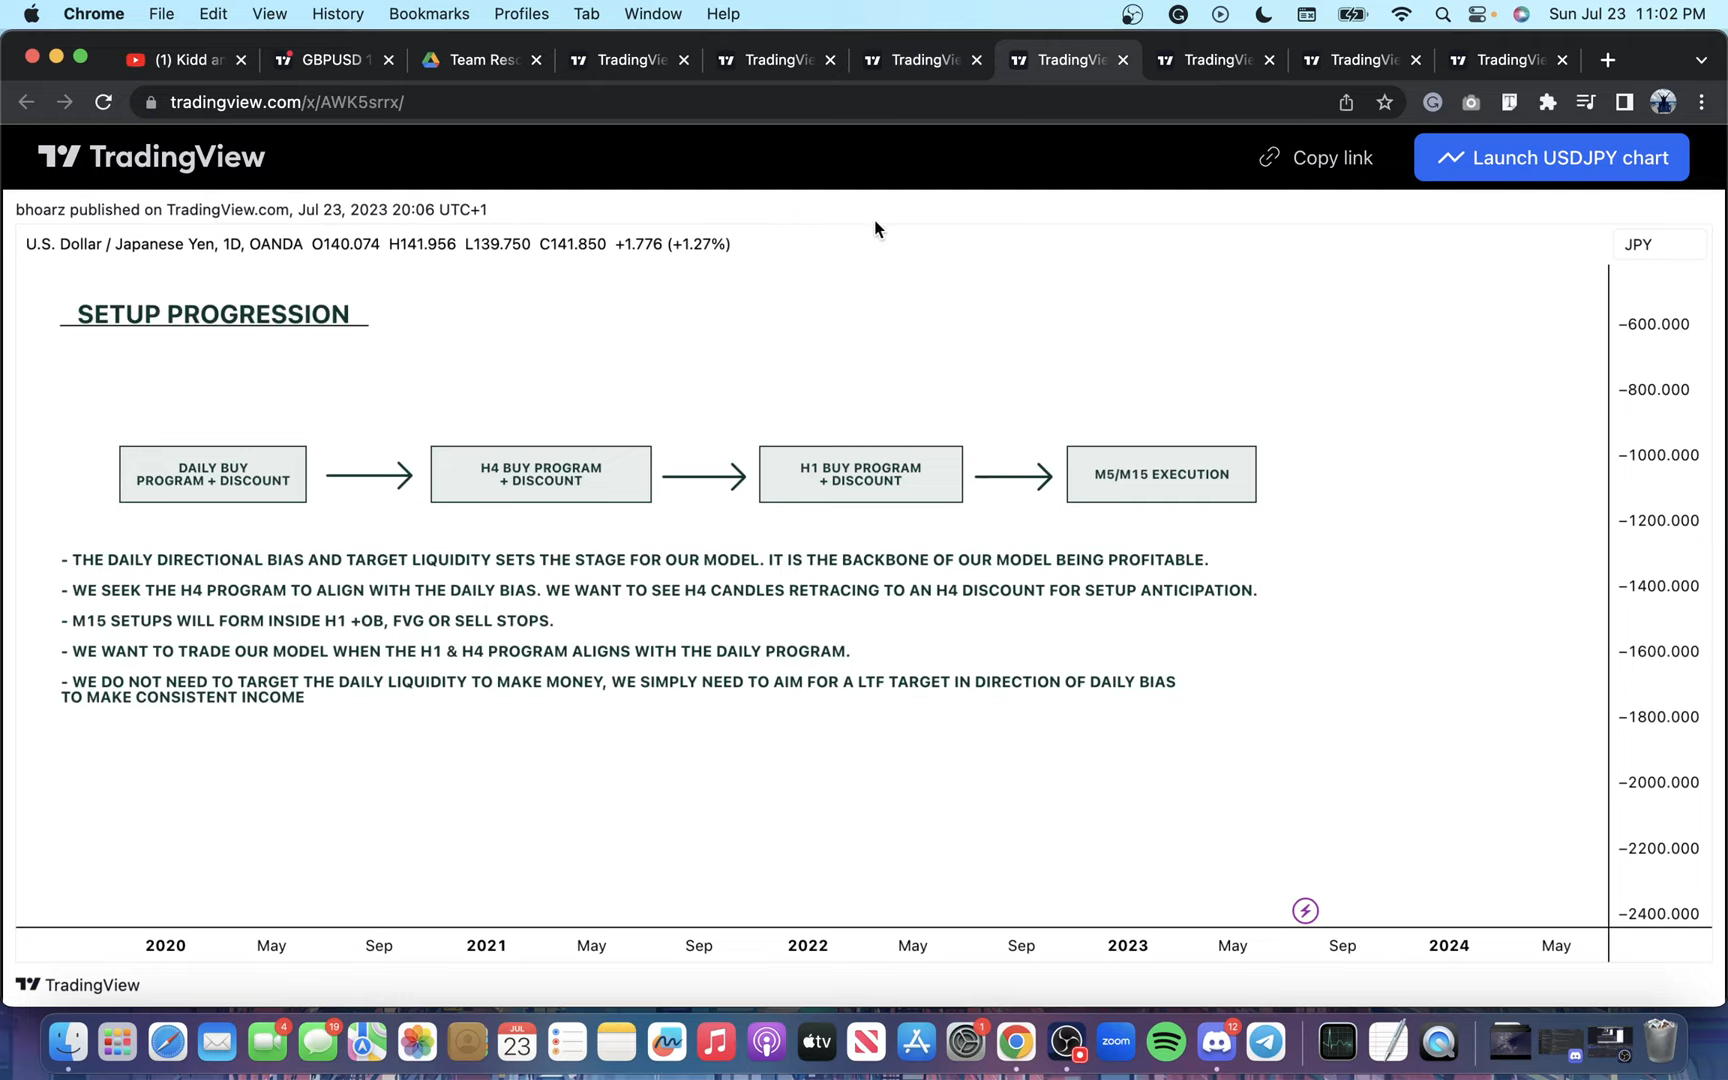 Chrome File Edit View History Bookmarks Profiles Tab Window Help Sun Jul 23 11:02 PM
(1) Kidd an GBPUSD 1 Team Reso TradingVie TradingVie TradingVie TradingVie TradingVie TradingVie TradingVie
tradingview.com/x/AWK5srrx/
TradingView Copy link Launch USDJPY chart
bhoarz published on TradingView.com, Jul 23, 2023 20:06 UTC+1
U.S. Dollar / Japanese Yen, 1D, OANDA O140.074 H141.956 L139.750 C141.850 +1.776 (+1.27%)
JPY
SETUP PROGRESSION
DAILY BUY
PROGRAM + DISCOUNT
H4 BUY PROGRAM
+ DISCOUNT
H1 BUY PROGRAM
+ DISCOUNT
M5/M15 EXECUTION
- THE DAILY DIRECTIONAL BIAS AND TARGET LIQUIDITY SETS THE STAGE FOR OUR MODEL. IT IS THE BACKBONE OF OUR MODEL BEING PROFITABLE.
- WE SEEK THE H4 PROGRAM TO ALIGN WITH THE DAILY BIAS. WE WANT TO SEE H4 CANDLES RETRACING TO AN H4 DISCOUNT FOR SETUP ANTICIPATION.
- M15 SETUPS WILL FORM INSIDE H1 +OB, FVG OR SELL STOPS.
- WE WANT TO TRADE OUR MODEL WHEN THE H1 & H4 PROGRAM ALIGNS WITH THE DAILY PROGRAM.
- WE DO NOT NEED TO TARGET THE DAILY LIQUIDITY TO MAKE MONEY, WE SIMPLY NEED TO AIM FOR A LTF TARGET IN DIRECTION OF DAILY BIAS
TO MAKE CONSISTENT INCOME
−600.000
−800.000
−1000.000
−1200.000
−1400.000
−1600.000
−1800.000
−2000.000
−2200.000
−2400.000
2020 May Sep 2021 May Sep 2022 May Sep 2023 May Sep 2024 May
TradingView
4 19 JUL 23 tv 1 zoom 12